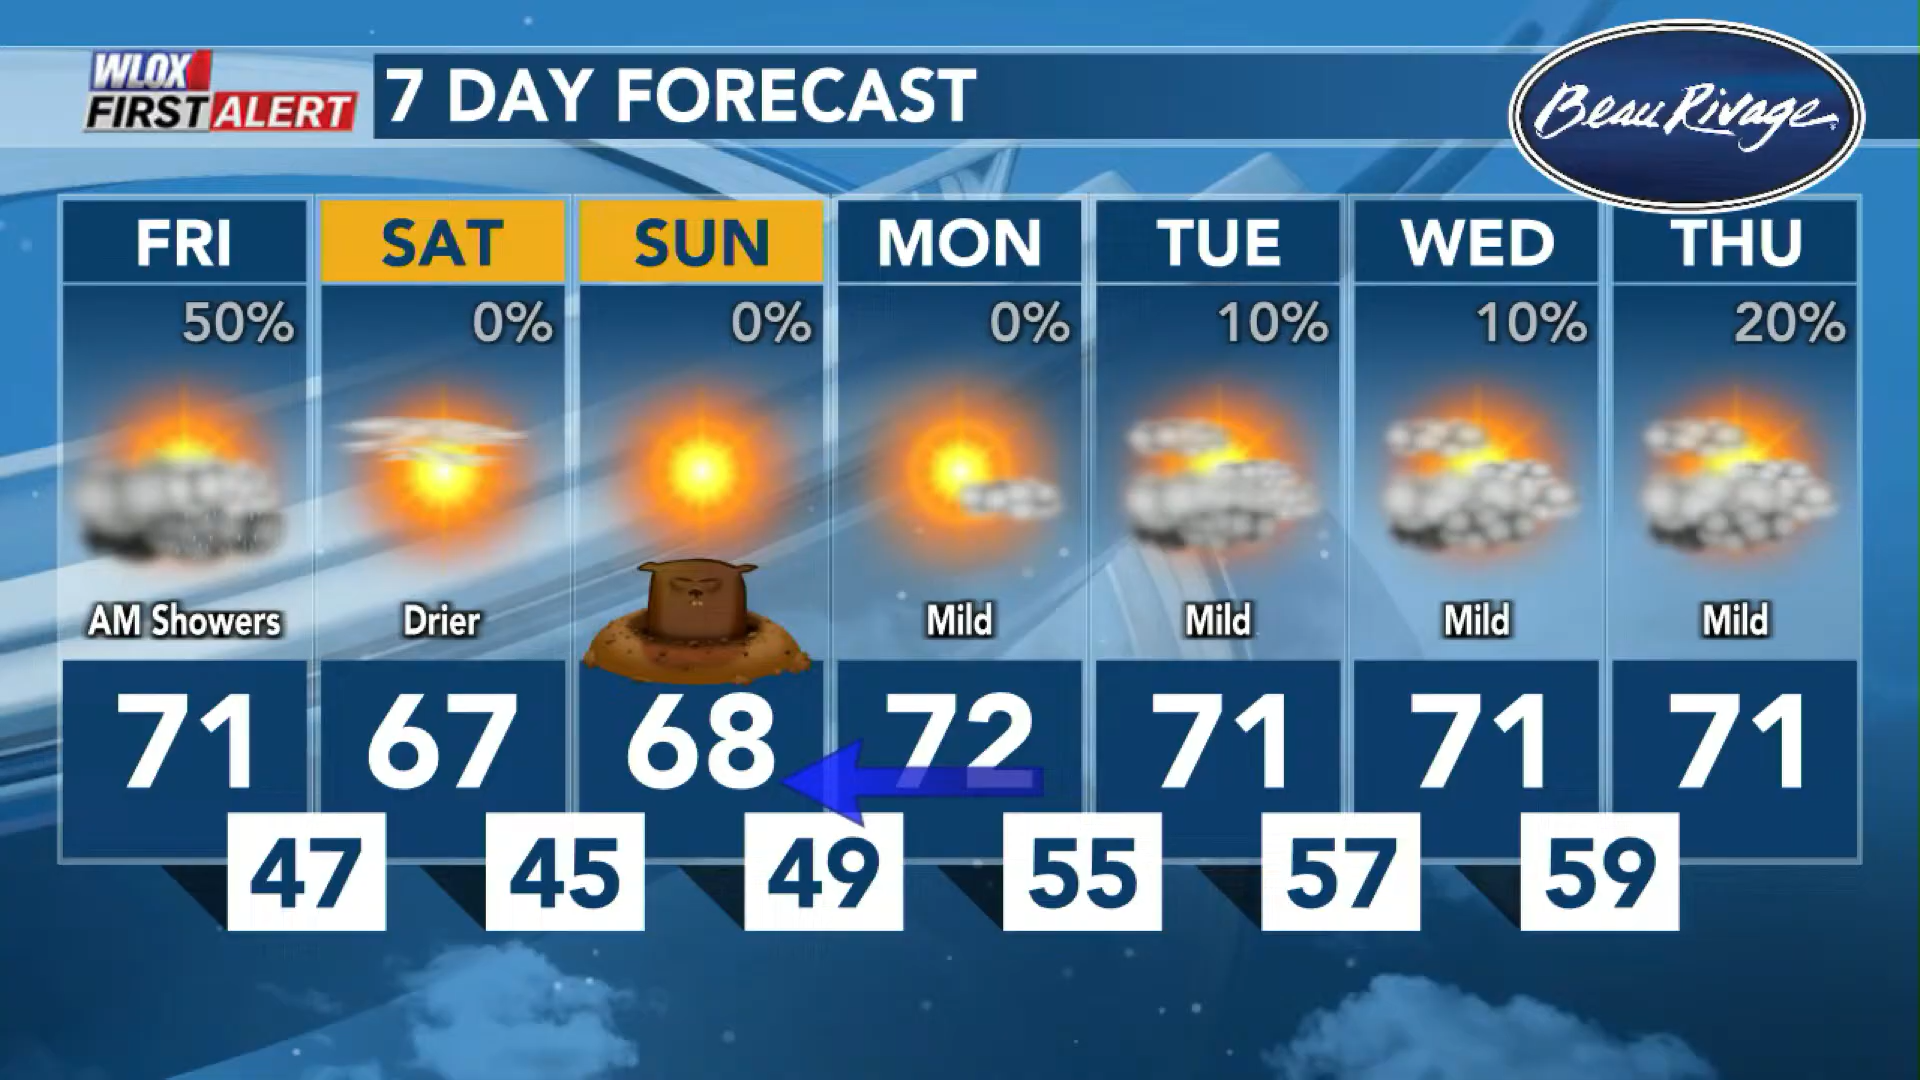 WLOX
FIRST ALERT
7 DAY FORECAST
Beau Rivage
FRI SAT SUN MON TUE WED THU
50% 0% 0% 0% 10% 10% 20%
AM Showers Drier Mild Mild Mild Mild
71 67 68 72 71 71 71
47 45 49 55 57 59